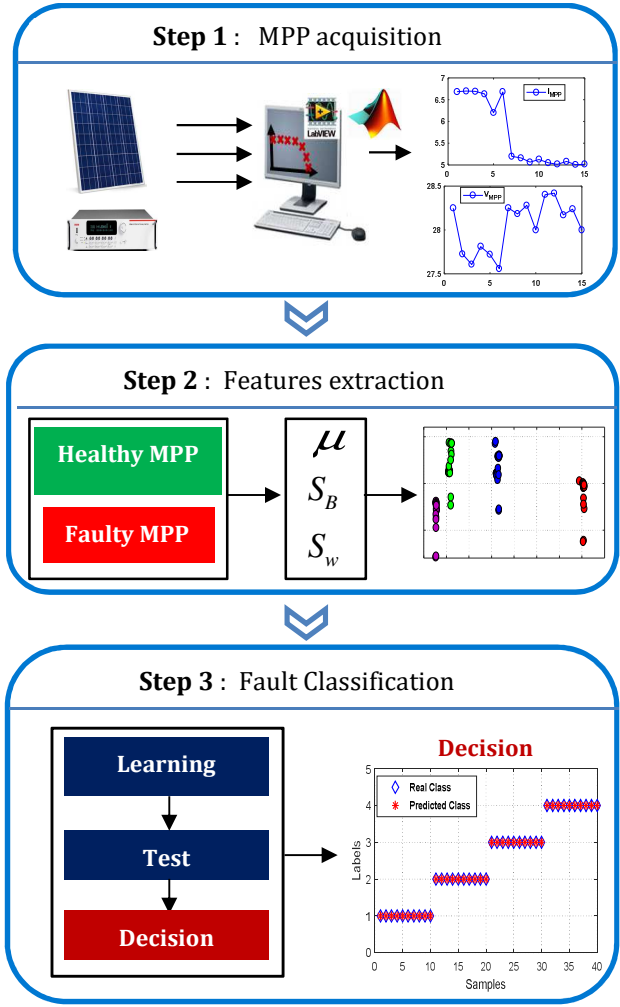 Step 1 : MPP acquisition
LabVIEW
7
6.5
6
5.5
5
I_MPP
0 5 10 15
28.5
28
27.5
V_MPP
0 5 10 15
Step 2 : Features extraction
Healthy MPP
Faulty MPP
μ
S_B
S_w
Step 3 : Fault Classification
Learning
Test
Decision
Decision
5
4
3
2
1
0
Labels
Real Class
Predicted Class
0 5 10 15 20 25 30 35 40
Samples